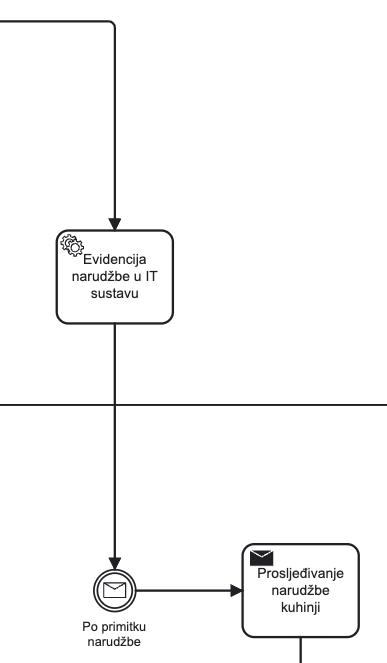 Evidencija
narudžbe u IT
sustavu
Po primitku
narudžbe
Prosljeđivanje
narudžbe
kuhinji